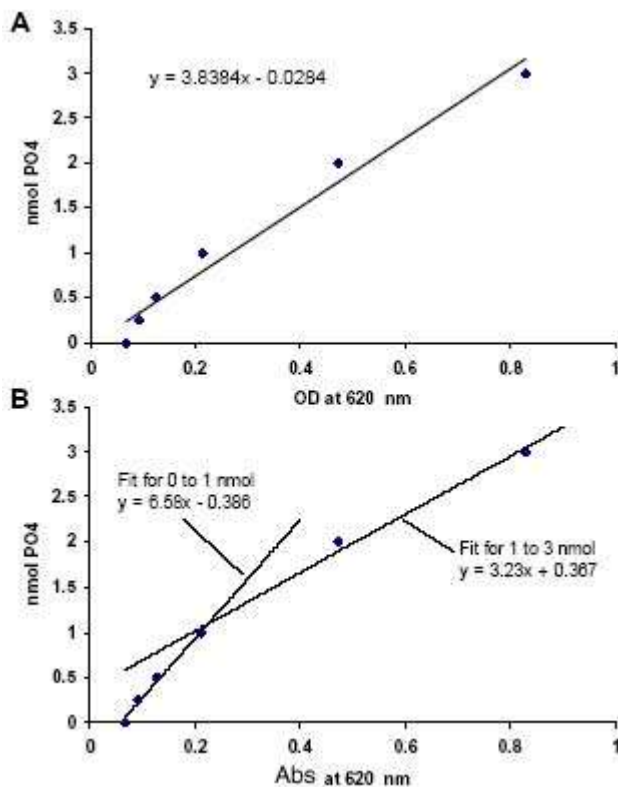 A
3.5
3
2.5
2
1.5
1
0.5
0
nmol PO4
y = 3.8384x - 0.0284
0 0.2 0.4 0.6 0.8 1
OD at 620 nm
B
3.5
3
2.5
2
1.5
1
0.5
0
nmol PO4
Fit for 0 to 1 nmol
y = 6.58x - 0.386
Fit for 1 to 3 nmol
y = 3.23x + 0.367
0 0.2 0.4 0.6 0.8 1
Abs at 620 nm